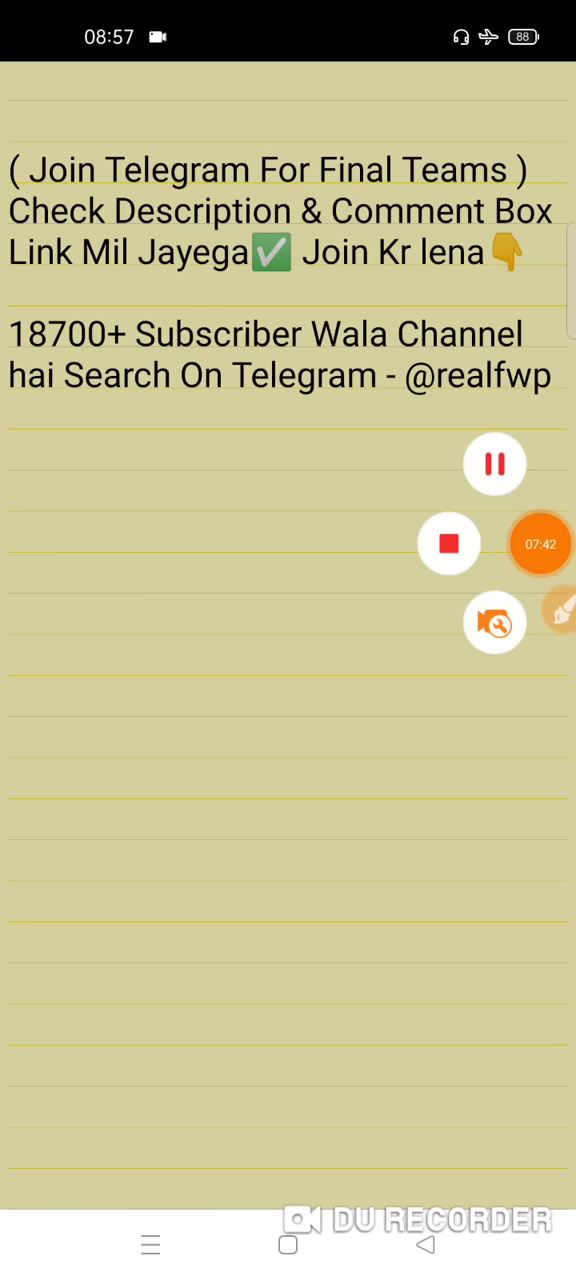 08:57
88
( Join Telegram For Final Teams )
Check Description & Comment Box
Link Mil Jayega✅ Join Kr lena👇
18700+ Subscriber Wala Channel
hai Search On Telegram - @realfwp
07:42
DU RECORDER